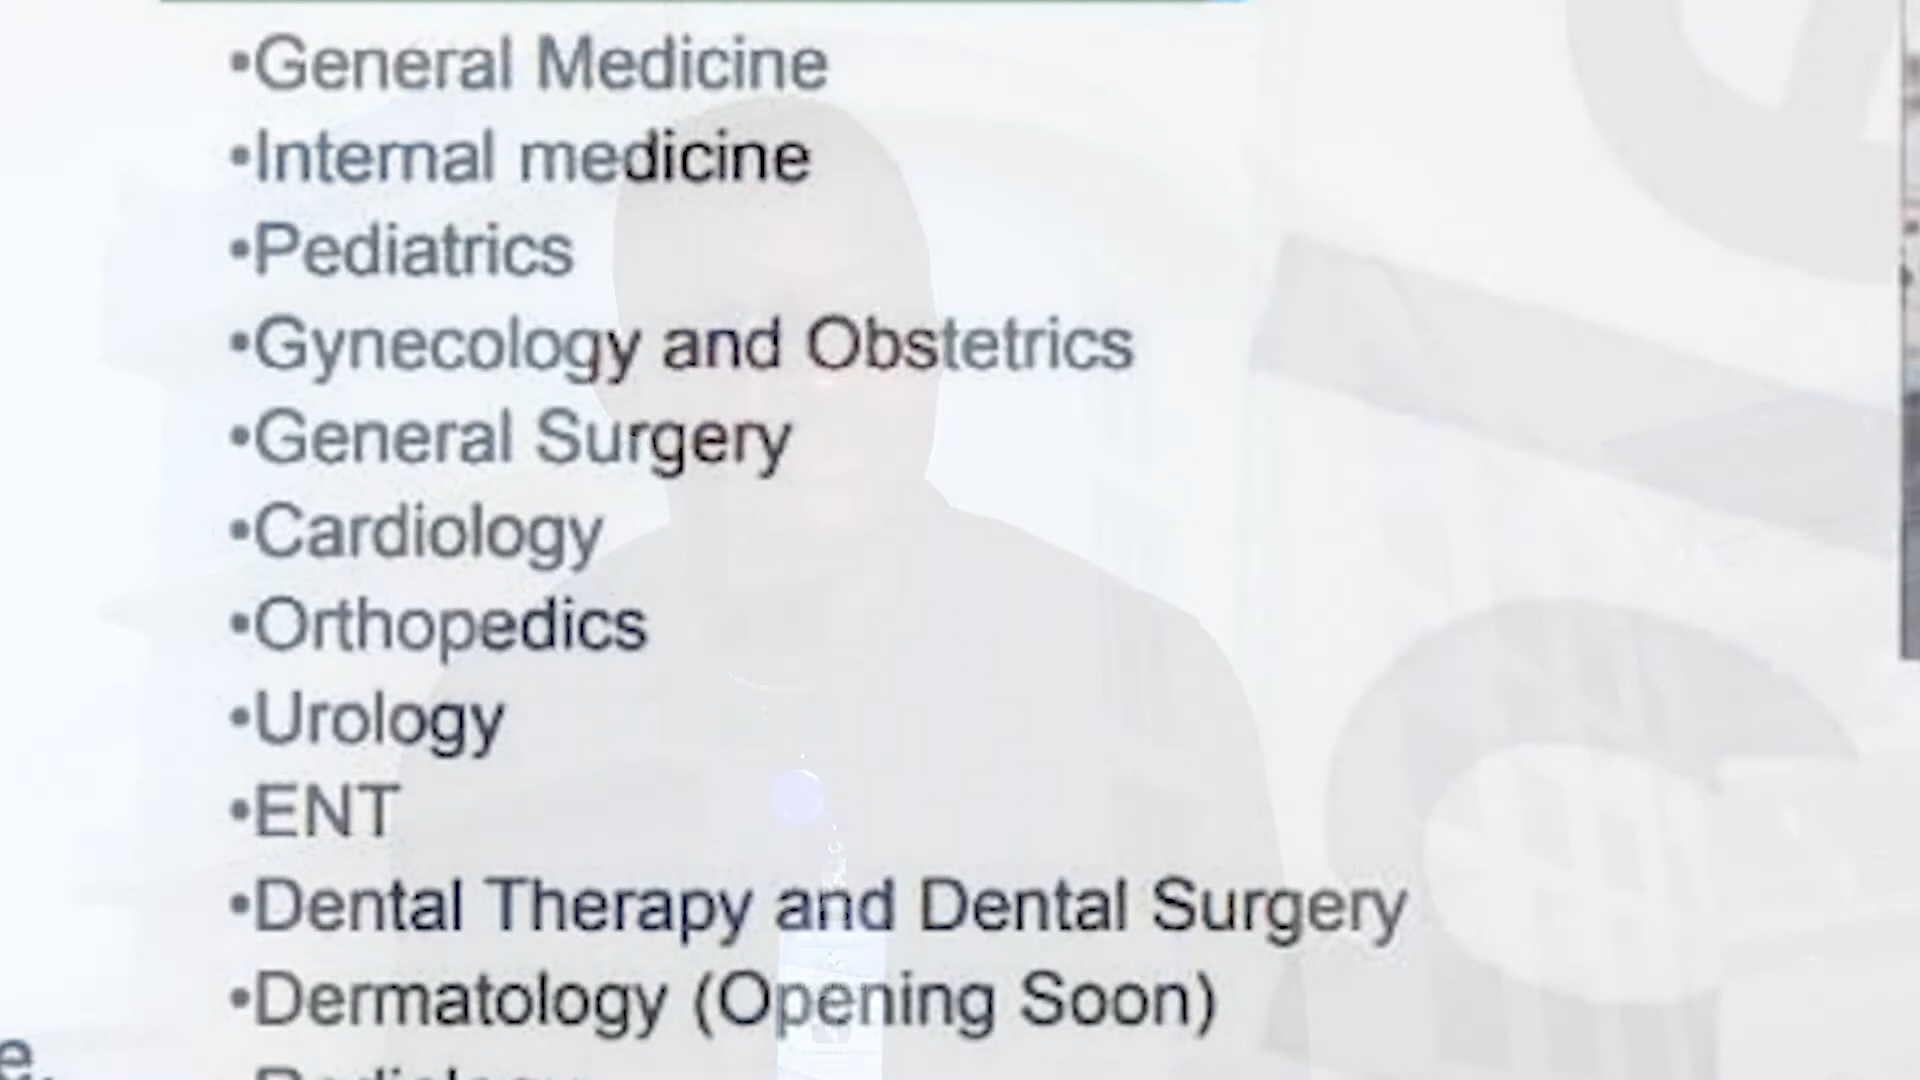 •General Medicine
•Internal medicine
•Pediatrics
•Gynecology and Obstetrics
•General Surgery
•Cardiology
•Orthopedics
•Urology
•ENT
•Dental Therapy and Dental Surgery
•Dermatology (Opening Soon)